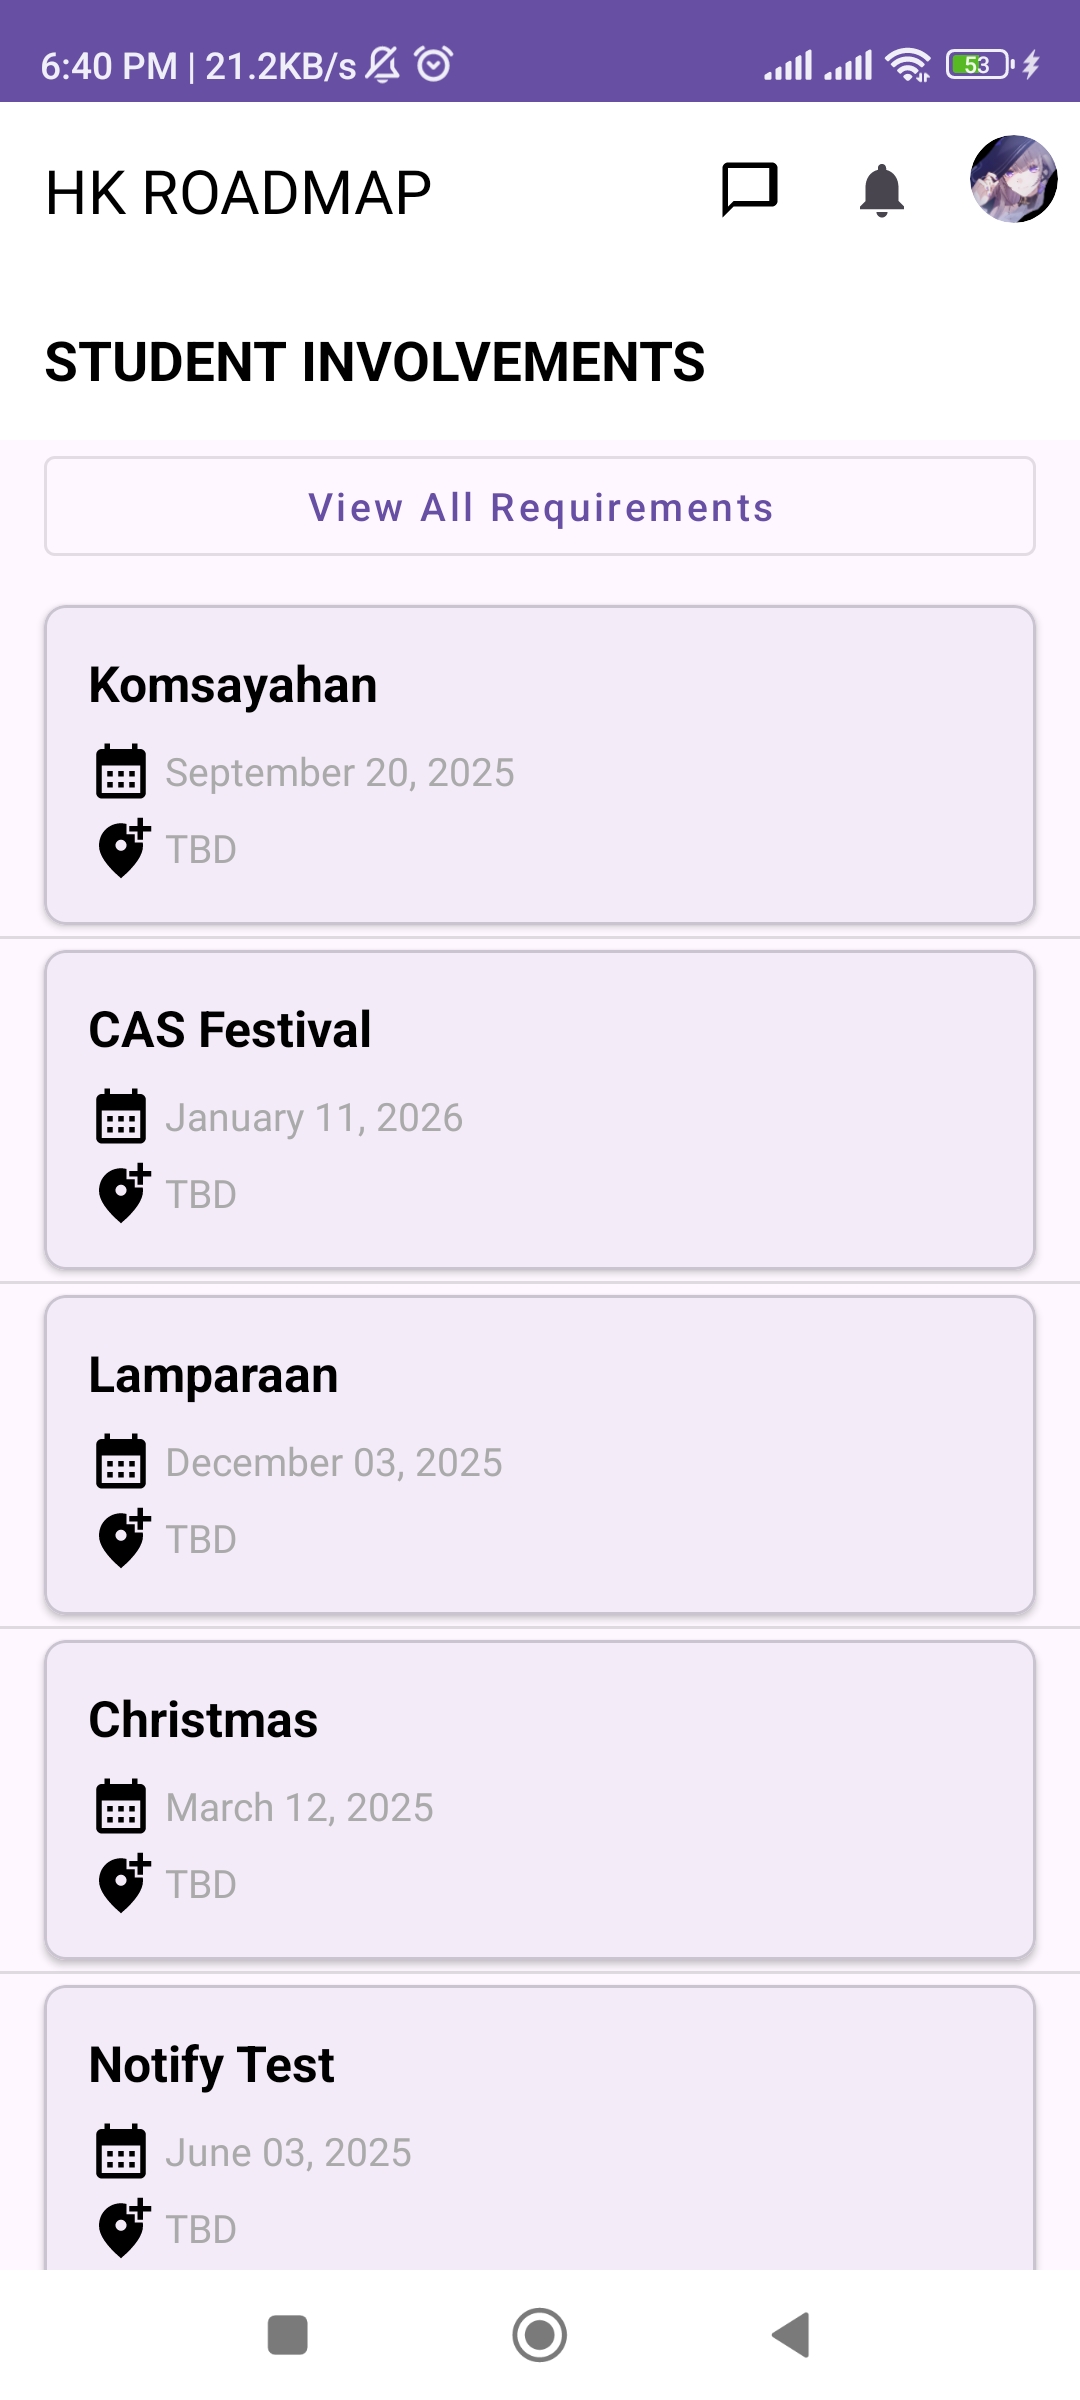 6:40 PM | 21.2KB/s
53
HK ROADMAP
STUDENT INVOLVEMENTS
View All Requirements
Komsayahan
September 20, 2025
TBD
CAS Festival
January 11, 2026
TBD
Lamparaan
December 03, 2025
TBD
Christmas
March 12, 2025
TBD
Notify Test
June 03, 2025
TBD